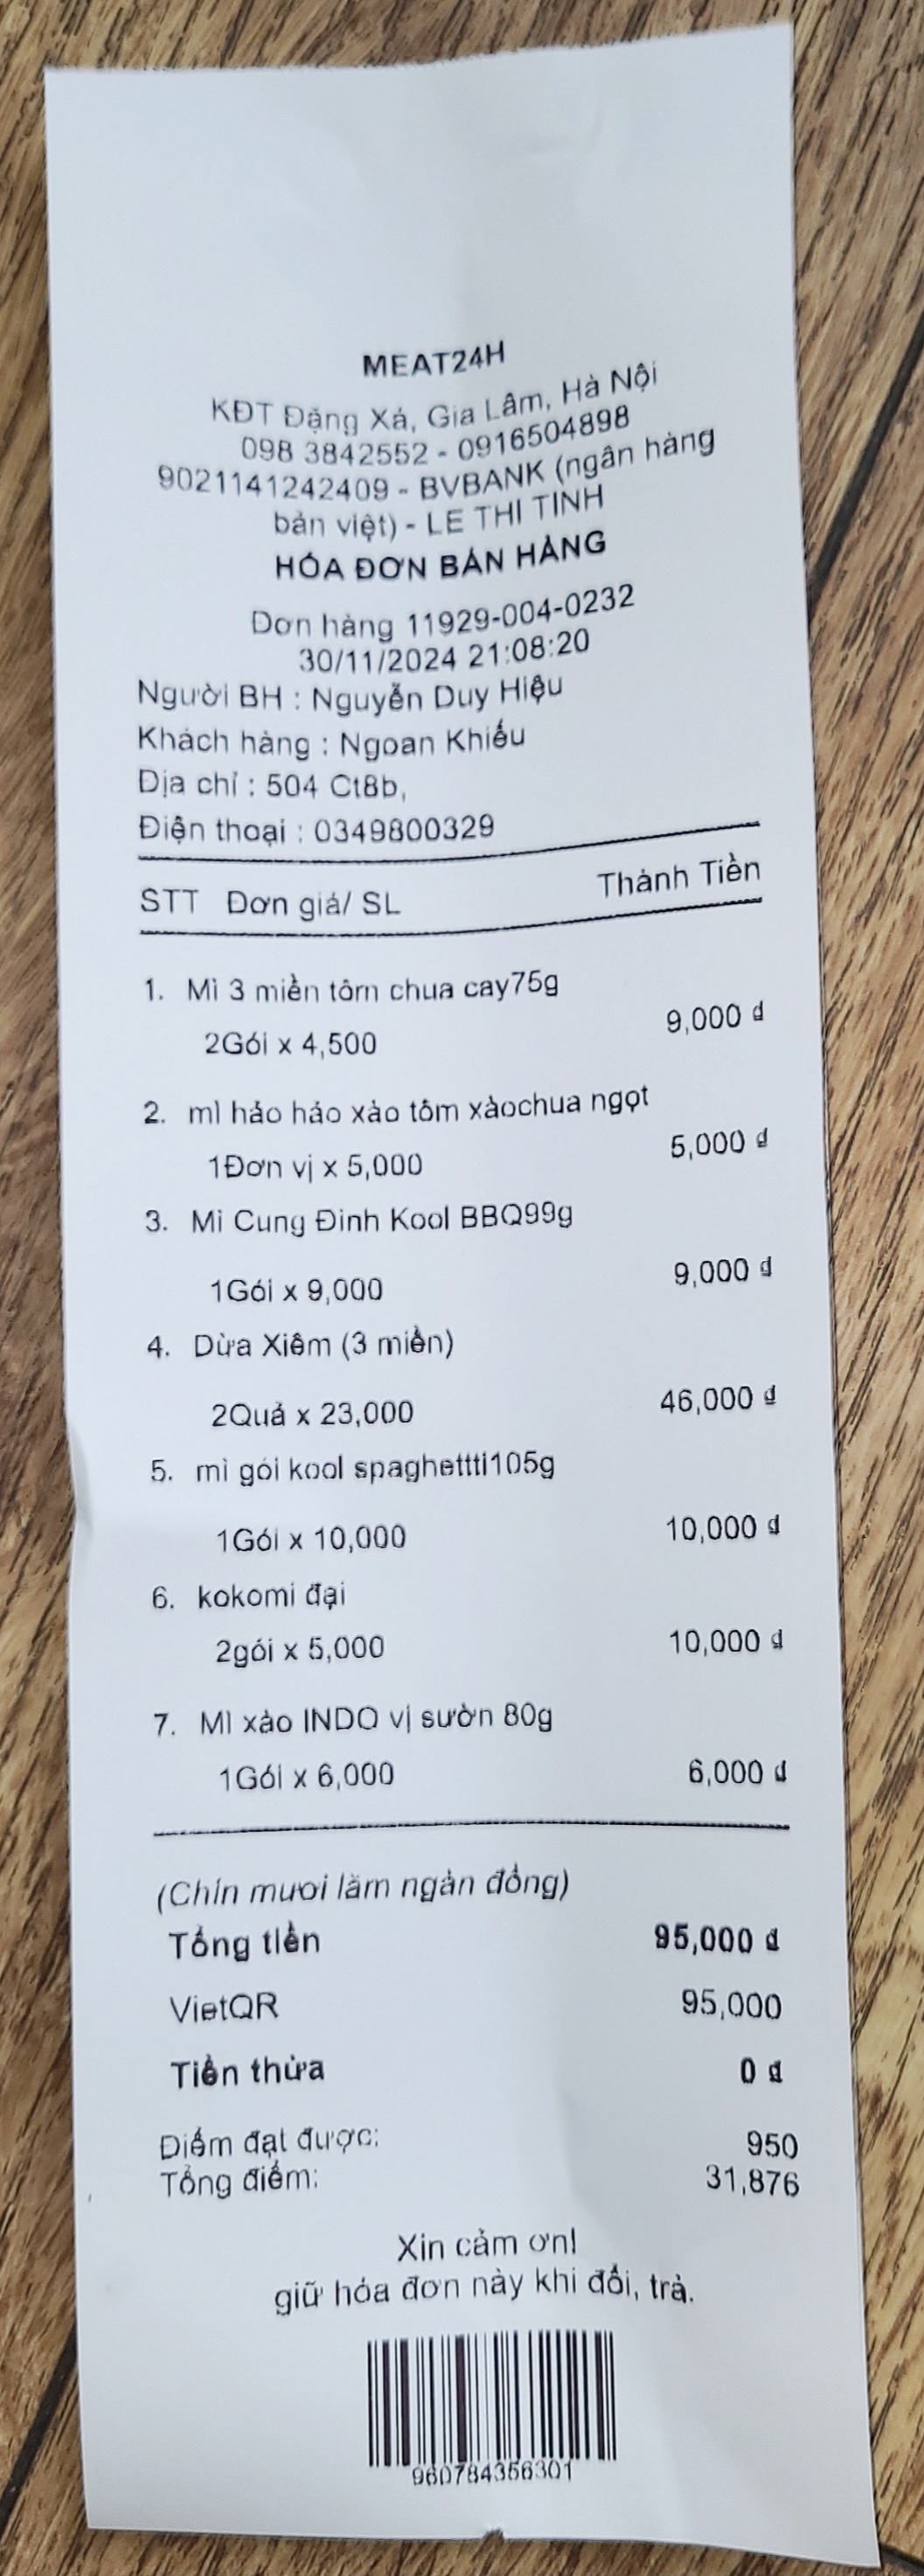 MEAT24H
KĐT Đặng Xá, Gia Lâm, Hà Nội
098 3842552 - 0916504898
9021141242409 - BVBANK (ngân hàng
bản việt) - LE THI TINH
HÓA ĐƠN BÁN HÀNG
Đơn hàng 11929-004-0232
30/11/2024 21:08:20
Người BH : Nguyễn Duy Hiệu
Khách hàng : Ngoan Khiếu
Địa chỉ : 504 Ct8b,
Điện thoại : 0349800329
STT Đơn giá/ SL Thành Tiền
1. Mì 3 miền tôm chua cay75g
2Gói x 4,500 9,000 đ
2. mì hảo hảo xào tôm xàochua ngọt
1Đơn vị x 5,000 5,000 đ
3. Mì Cung Đình Kool BBQ99g
1Gói x 9,000 9,000 đ
4. Dừa Xiêm (3 miền)
2Quả x 23,000 46,000 đ
5. mì gói kool spaghettti105g
1Gói x 10,000 10,000 đ
6. kokomi đại
2gói x 5,000 10,000 đ
7. Mì xào INDO vị sườn 80g
1Gói x 6,000 6,000 đ
(Chín mươi lăm ngàn đồng)
Tổng tiền 95,000 đ
VietQR 95,000
Tiền thừa 0 đ
Điểm đạt được: 950
Tổng điểm: 31,876
Xin cảm ơn!
giữ hóa đơn này khi đổi, trả.
960784356301